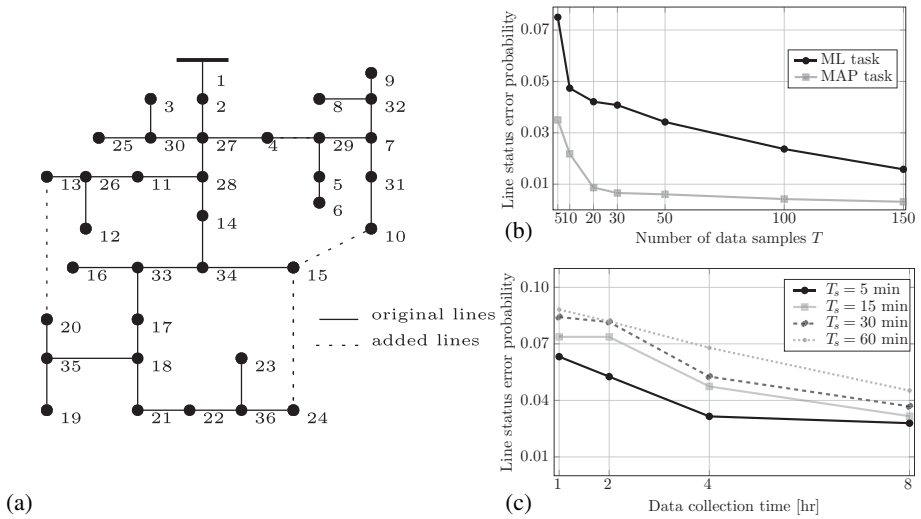 (a)
1
2
3
9
8
32
25
30
27
4
29
7
13
26
11
28
5
31
6
12
14
10
16
33
34
15
20
17
35
18
23
19
21
22
36
24
original lines
added lines
(b)
Line status error probability
0.07
0.05
0.03
0.01
ML task
MAP task
5 10 20 30 50 100 150
Number of data samples T
(c)
Line status error probability
0.10
0.07
0.04
0.01
Tₛ = 5 min
Tₛ = 15 min
Tₛ = 30 min
Tₛ = 60 min
1 2 4 8
Data collection time [hr]